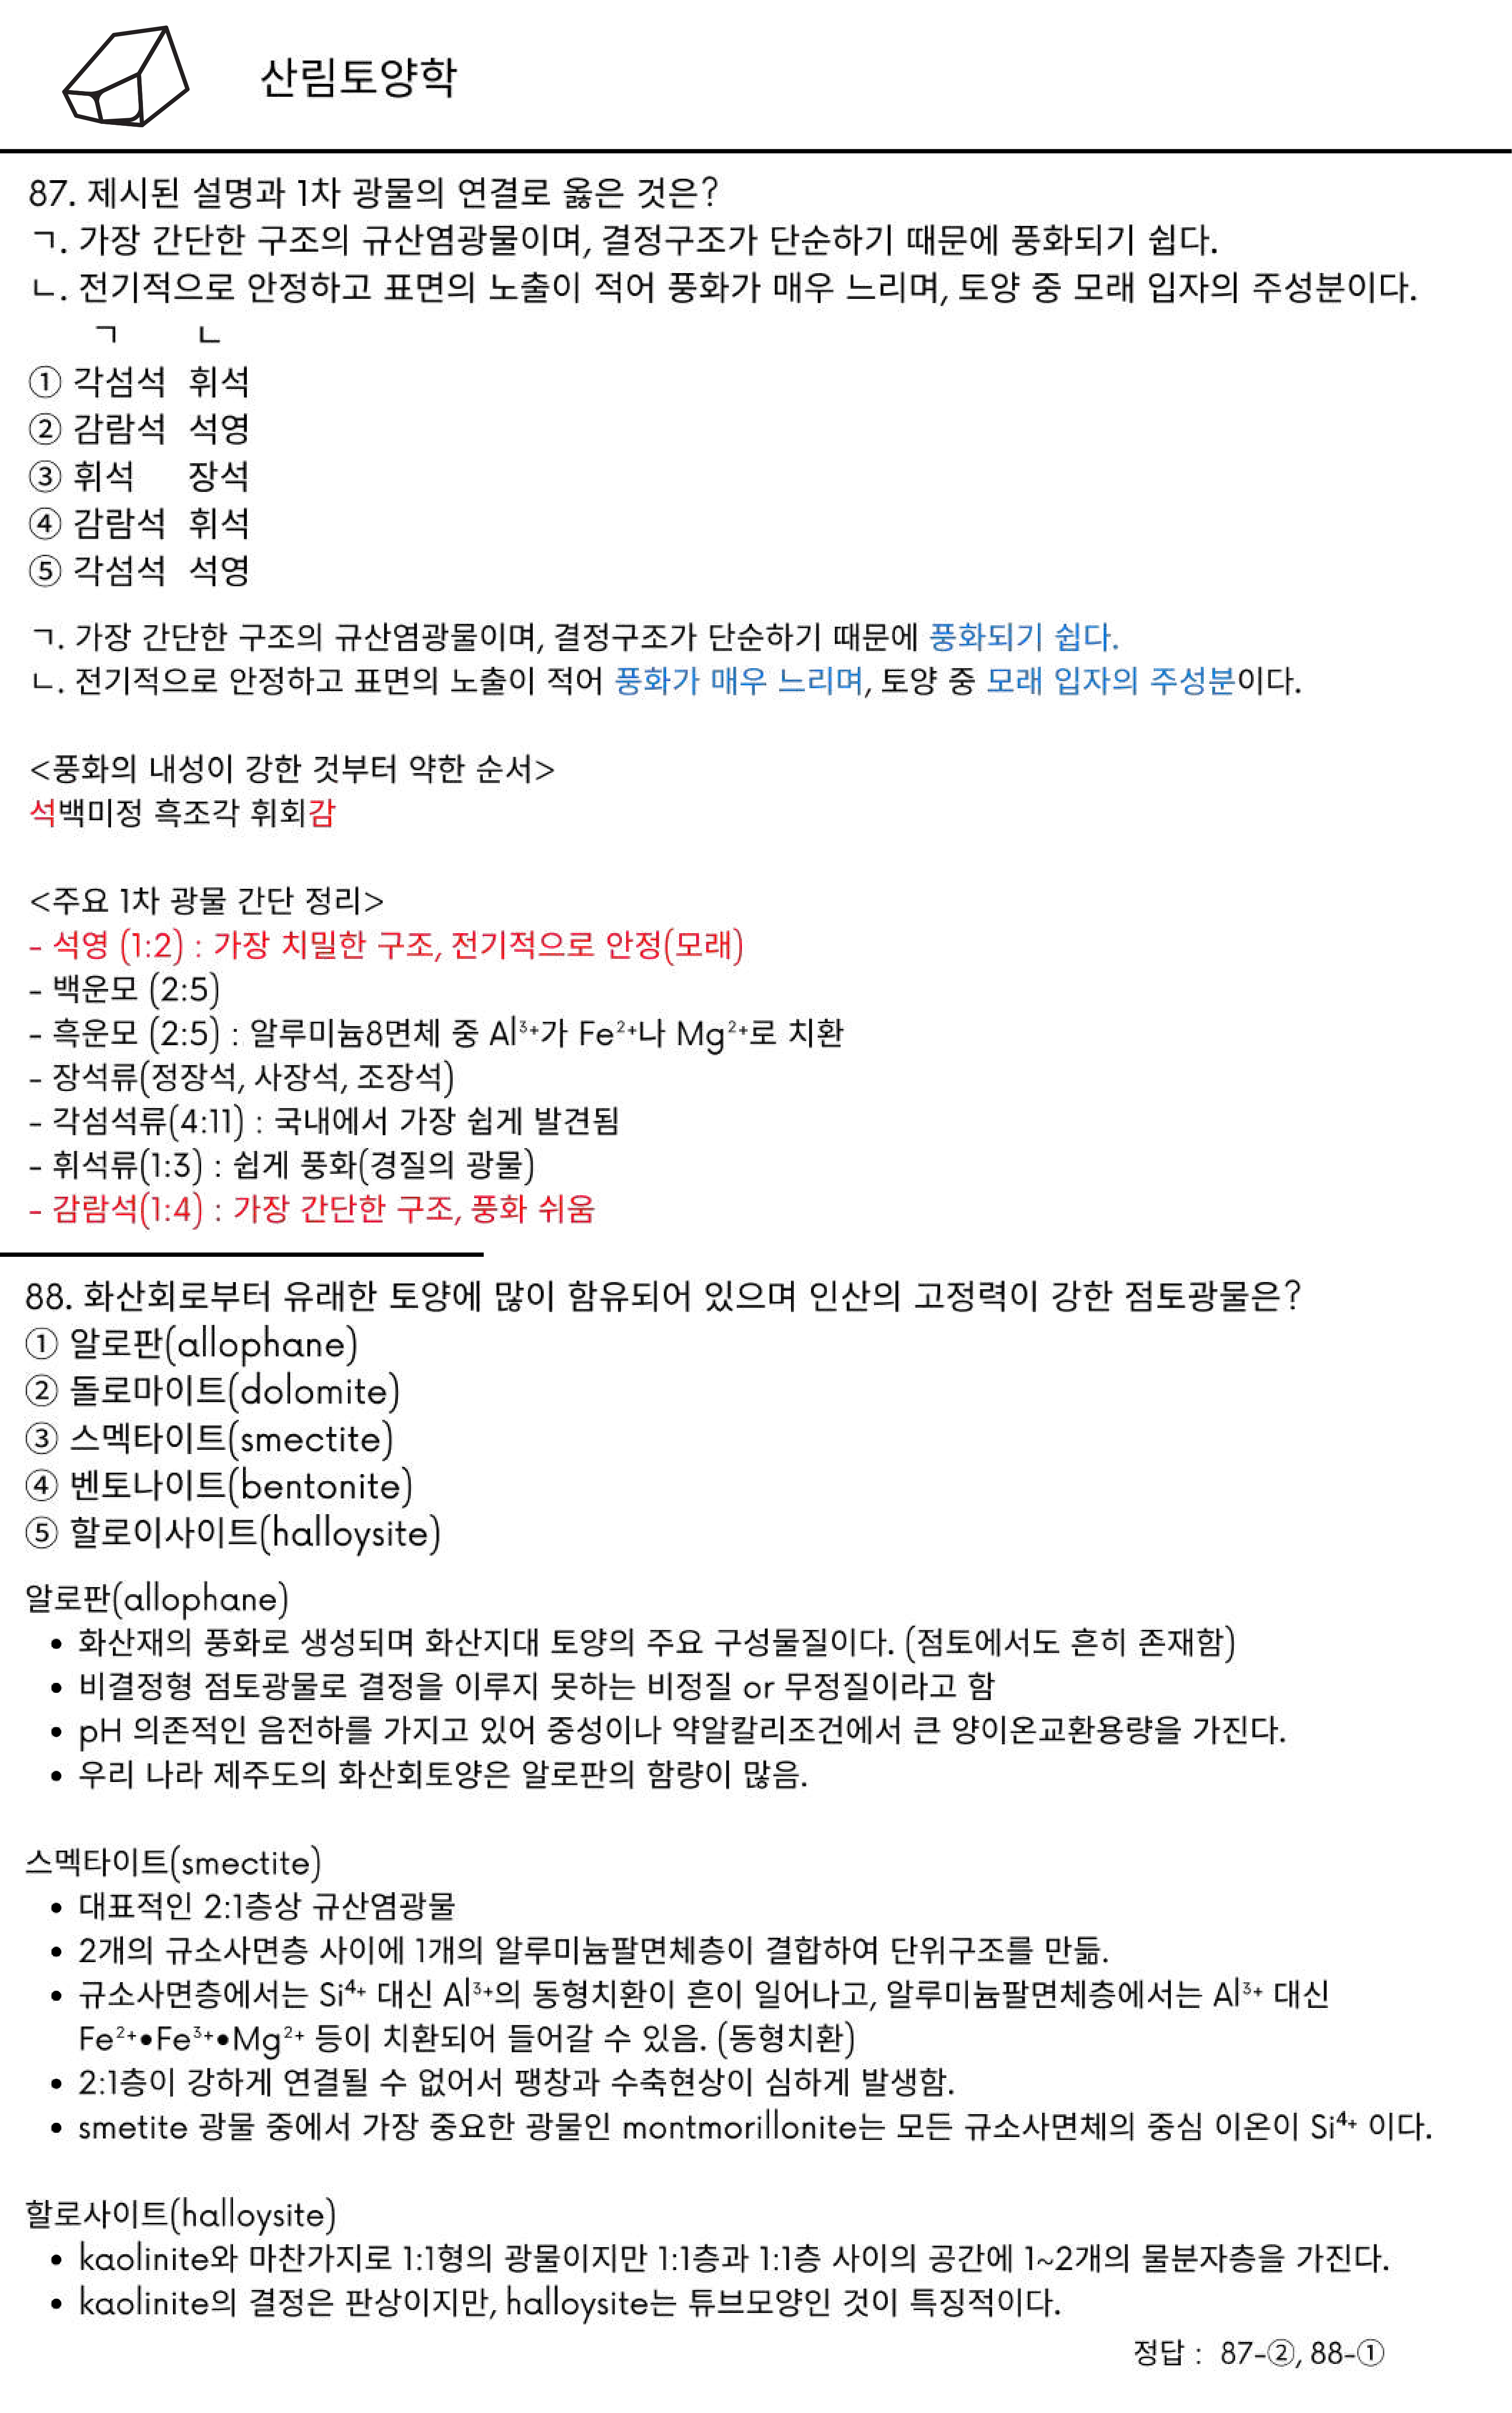 산림토양학
87. 제시된 설명과 1차 광물의 연결로 옳은 것은?
ㄱ. 가장 간단한 구조의 규산염광물이며, 결정구조가 단순하기 때문에 풍화되기 쉽다.
ㄴ. 전기적으로 안정하고 표면의 노출이 적어 풍화가 매우 느리며, 토양 중 모래 입자의 주성분이다.
ㄱ ㄴ
① 각섬석 휘석
② 감람석 석영
③ 휘석 장석
④ 감람석 휘석
⑤ 각섬석 석영
ㄱ. 가장 간단한 구조의 규산염광물이며, 결정구조가 단순하기 때문에 풍화되기 쉽다.
ㄴ. 전기적으로 안정하고 표면의 노출이 적어 풍화가 매우 느리며, 토양 중 모래 입자의 주성분이다.
<풍화의 내성이 강한 것부터 약한 순서>
석백미정 흑조각 휘회감
<주요 1차 광물 간단 정리>
- 석영 (1:2) : 가장 치밀한 구조, 전기적으로 안정(모래)
- 백운모 (2:5)
- 흑운모 (2:5) : 알루미늄8면체 중 Al³⁺가 Fe²⁺나 Mg²⁺로 치환
- 장석류(정장석, 사장석, 조장석)
- 각섬석류(4:11) : 국내에서 가장 쉽게 발견됨
- 휘석류(1:3) : 쉽게 풍화(경질의 광물)
- 감람석(1:4) : 가장 간단한 구조, 풍화 쉬움
88. 화산회로부터 유래한 토양에 많이 함유되어 있으며 인산의 고정력이 강한 점토광물은?
① 알로판(allophane)
② 돌로마이트(dolomite)
③ 스멕타이트(smectite)
④ 벤토나이트(bentonite)
⑤ 할로이사이트(halloysite)
알로판(allophane)
• 화산재의 풍화로 생성되며 화산지대 토양의 주요 구성물질이다. (점토에서도 흔히 존재함)
• 비결정형 점토광물로 결정을 이루지 못하는 비정질 or 무정질이라고 함
• pH 의존적인 음전하를 가지고 있어 중성이나 약알칼리조건에서 큰 양이온교환용량을 가진다.
• 우리 나라 제주도의 화산회토양은 알로판의 함량이 많음.
스멕타이트(smectite)
• 대표적인 2:1층상 규산염광물
• 2개의 규소사면층 사이에 1개의 알루미늄팔면체층이 결합하여 단위구조를 만듦.
• 규소사면층에서는 Si⁴⁺ 대신 Al³⁺의 동형치환이 흔이 일어나고, 알루미늄팔면체층에서는 Al³⁺ 대신
Fe²⁺•Fe³⁺•Mg²⁺ 등이 치환되어 들어갈 수 있음. (동형치환)
• 2:1층이 강하게 연결될 수 없어서 팽창과 수축현상이 심하게 발생함.
• smetite 광물 중에서 가장 중요한 광물인 montmorillonite는 모든 규소사면체의 중심 이온이 Si⁴⁺ 이다.
할로사이트(halloysite)
• kaolinite와 마찬가지로 1:1형의 광물이지만 1:1층과 1:1층 사이의 공간에 1~2개의 물분자층을 가진다.
• kaolinite의 결정은 판상이지만, halloysite는 튜브모양인 것이 특징적이다.
정답 : 87-②, 88-①